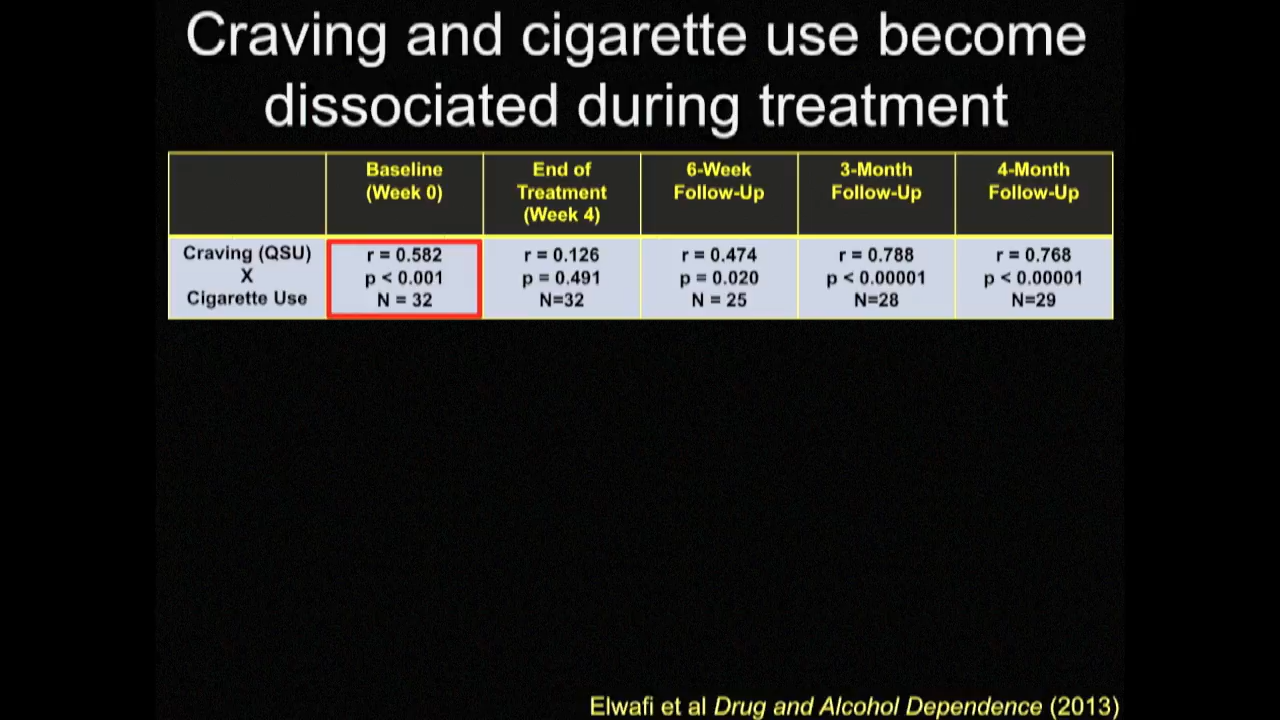 Craving and cigarette use become
dissociated during treatment
Baseline
(Week 0)
End of
Treatment
(Week 4)
6-Week
Follow-Up
3-Month
Follow-Up
4-Month
Follow-Up
Craving (QSU)
X
Cigarette Use
r = 0.582
p < 0.001
N = 32
r = 0.126
p = 0.491
N=32
r = 0.474
p = 0.020
N = 25
r = 0.788
p < 0.00001
N=28
r = 0.768
p < 0.00001
N=29
Elwafi et al Drug and Alcohol Dependence (2013)